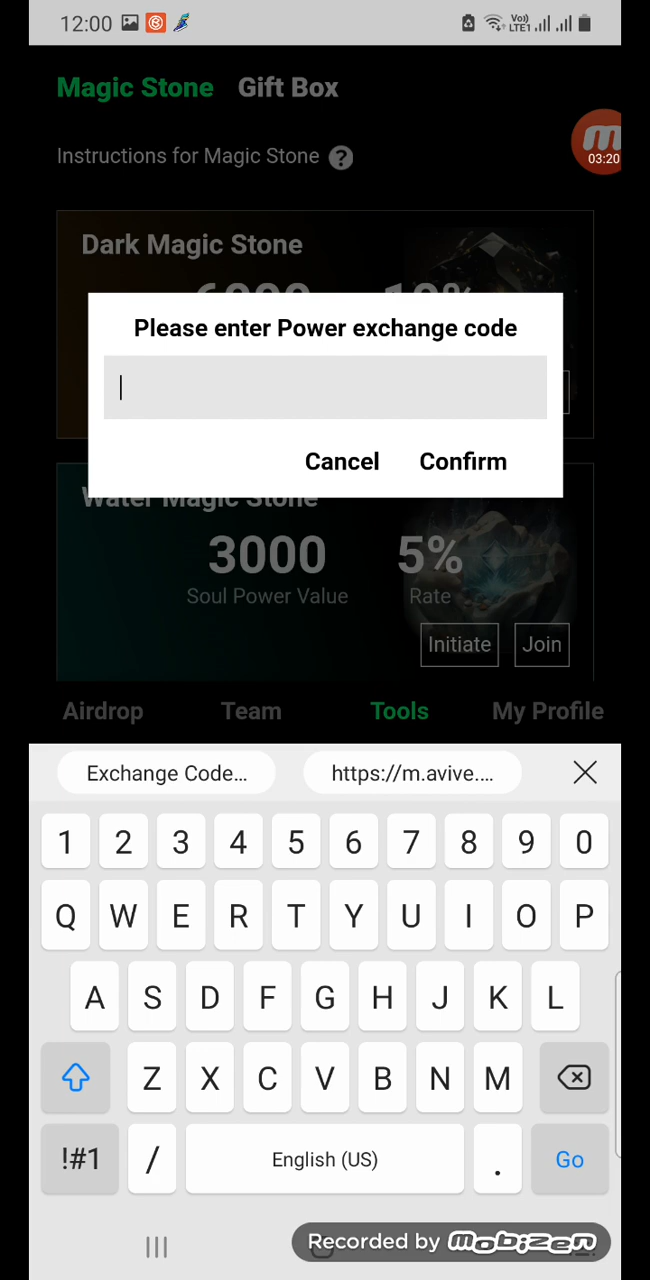 12:00 Vo)) LTE1
Magic Stone Gift Box
Instructions for Magic Stone ?
03:20
Dark Magic Stone
Please enter Power exchange code
Cancel Confirm
Water Magic Stone
3000 5%
Soul Power Value Rate
Initiate Join
Airdrop Team Tools My Profile
Exchange Code... https://m.avive....
1 2 3 4 5 6 7 8 9 0
Q W E R T Y U I O P
A S D F G H J K L
Z X C V B N M
!#1 / English (US) . Go
Recorded by mobizen